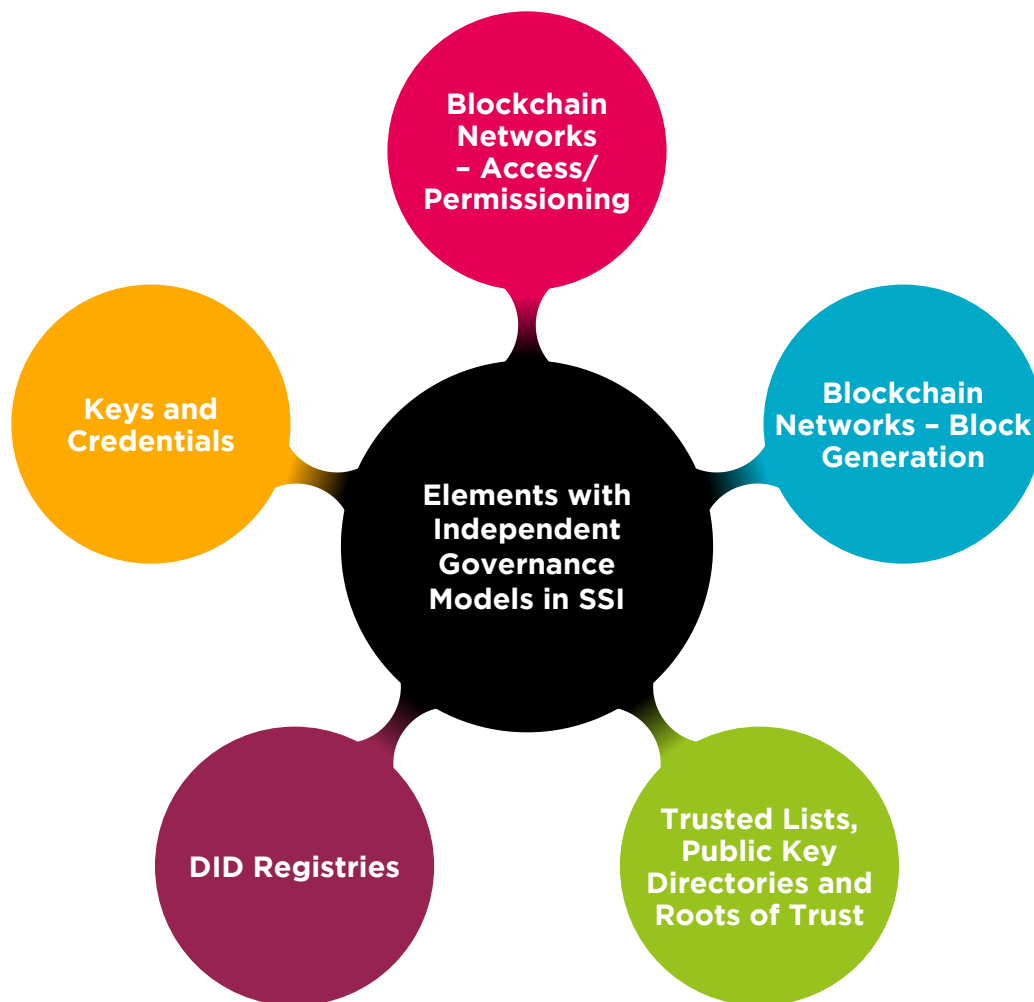 Blockchain
Networks
– Access/
Permissioning
Keys and
Credentials
Blockchain
Networks – Block
Generation
Elements with
Independent
Governance
Models in SSI
DID Registries
Trusted Lists,
Public Key
Directories and
Roots of Trust